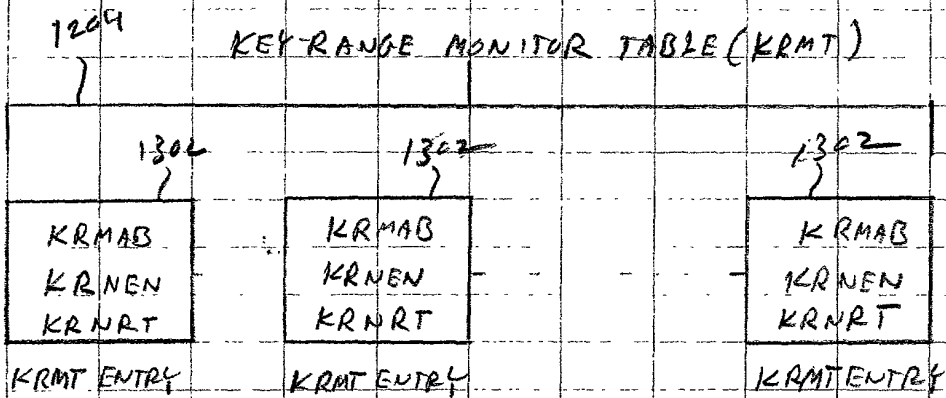 1204
KEY-RANGE MONITOR TABLE (KRMT)
1302 1302 1302
KRMAB KRMAB KRMAB
KRNEN KRNEN KRNEN
KRNRT KRNRT KRNRT
KRMT ENTRY KRMT ENTRY KRMT ENTRY